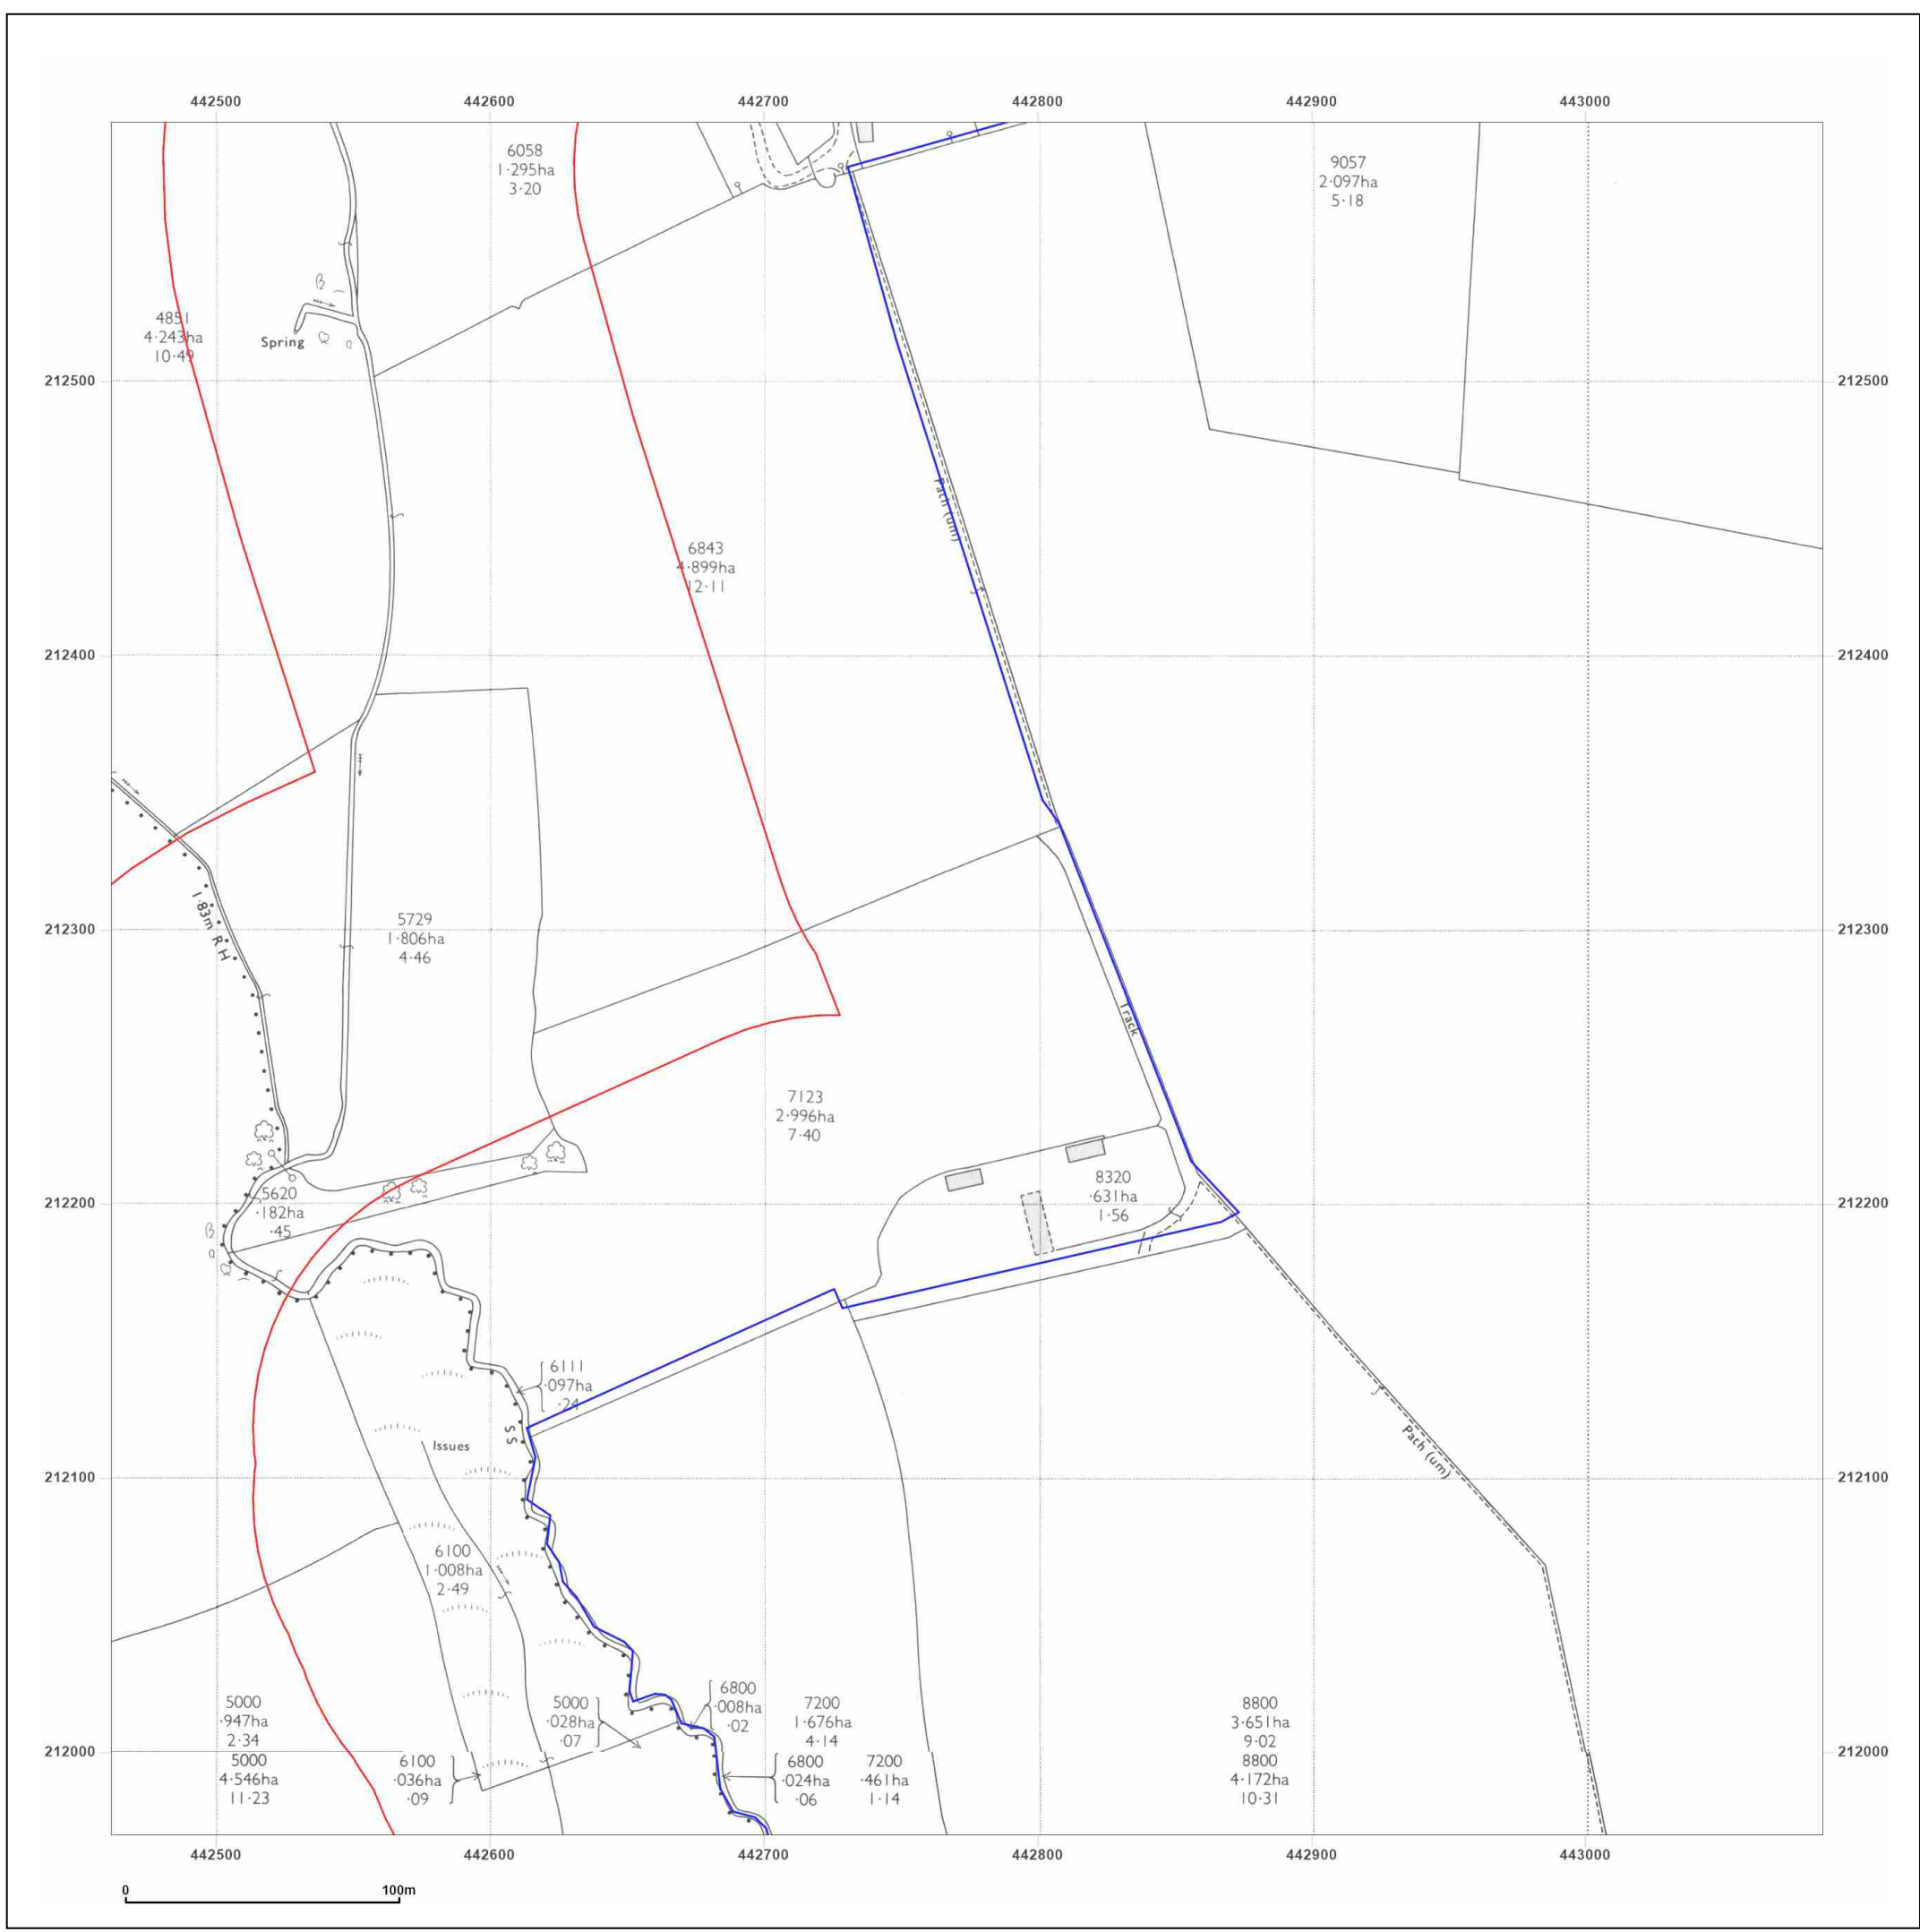 442500 442600 442700 442800 442900 443000
6058
1·295ha
3·20
9057
2·097ha
5·18
4851
4·243ha
10·49
Spring
212500 212500
Path (um)
6843
4·899ha
12·11
212400 212400
1·83m R H
5729
1·806ha
4·46
212300 212300
Track
7123
2·996ha
7·40
8320
·631ha
1·56
5620
·182ha
·45
212200 212200
6111
·097ha
·24
S S
Issues
Path (um)
212100 212100
6100
1·008ha
2·49
5000
·947ha
2·34
5000
·028ha
·07
6800
·008ha
·02
7200
1·676ha
4·14
8800
3·651ha
9·02
212000 212000
5000
4·546ha
11·23
6100
·036ha
·09
6800
·024ha
·06
7200
·461ha
1·14
8800
4·172ha
10·31
442500 442600 442700 442800 442900 443000
0 100m